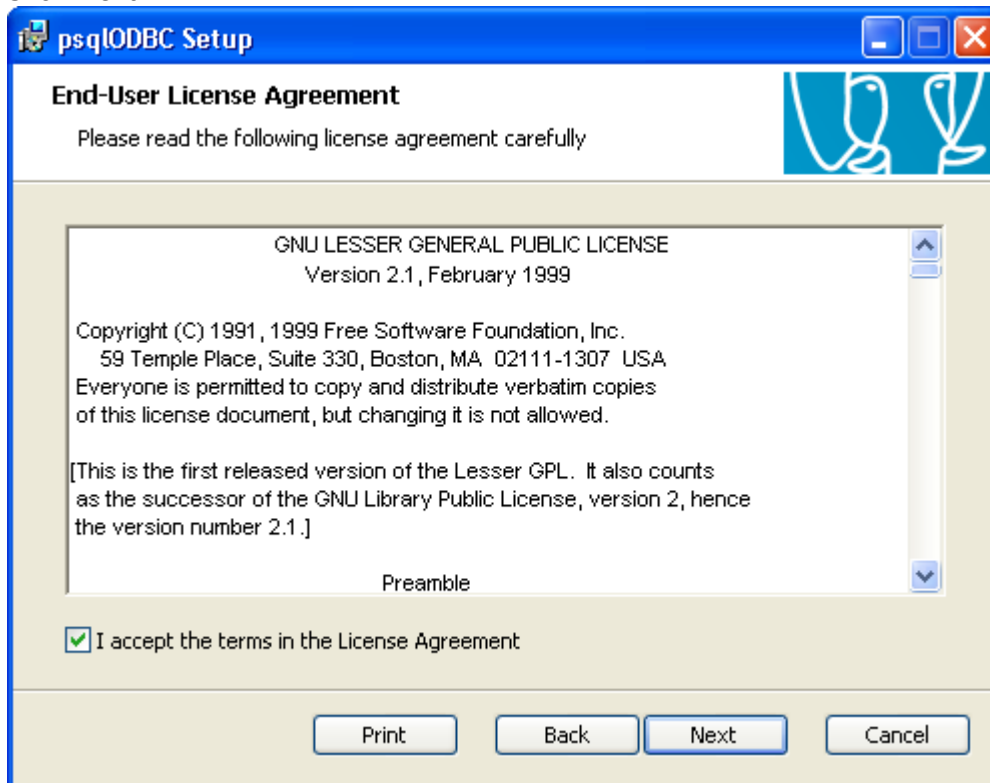 psqlODBC Setup
End-User License Agreement
Please read the following license agreement carefully
GNU LESSER GENERAL PUBLIC LICENSE
Version 2.1, February 1999
Copyright (C) 1991, 1999 Free Software Foundation, Inc.
59 Temple Place, Suite 330, Boston, MA  02111-1307  USA
Everyone is permitted to copy and distribute verbatim copies
of this license document, but changing it is not allowed.
[This is the first released version of the Lesser GPL.  It also counts
as the successor of the GNU Library Public License, version 2, hence
the version number 2.1.]
Preamble
I accept the terms in the License Agreement
Print
Back
Next
Cancel